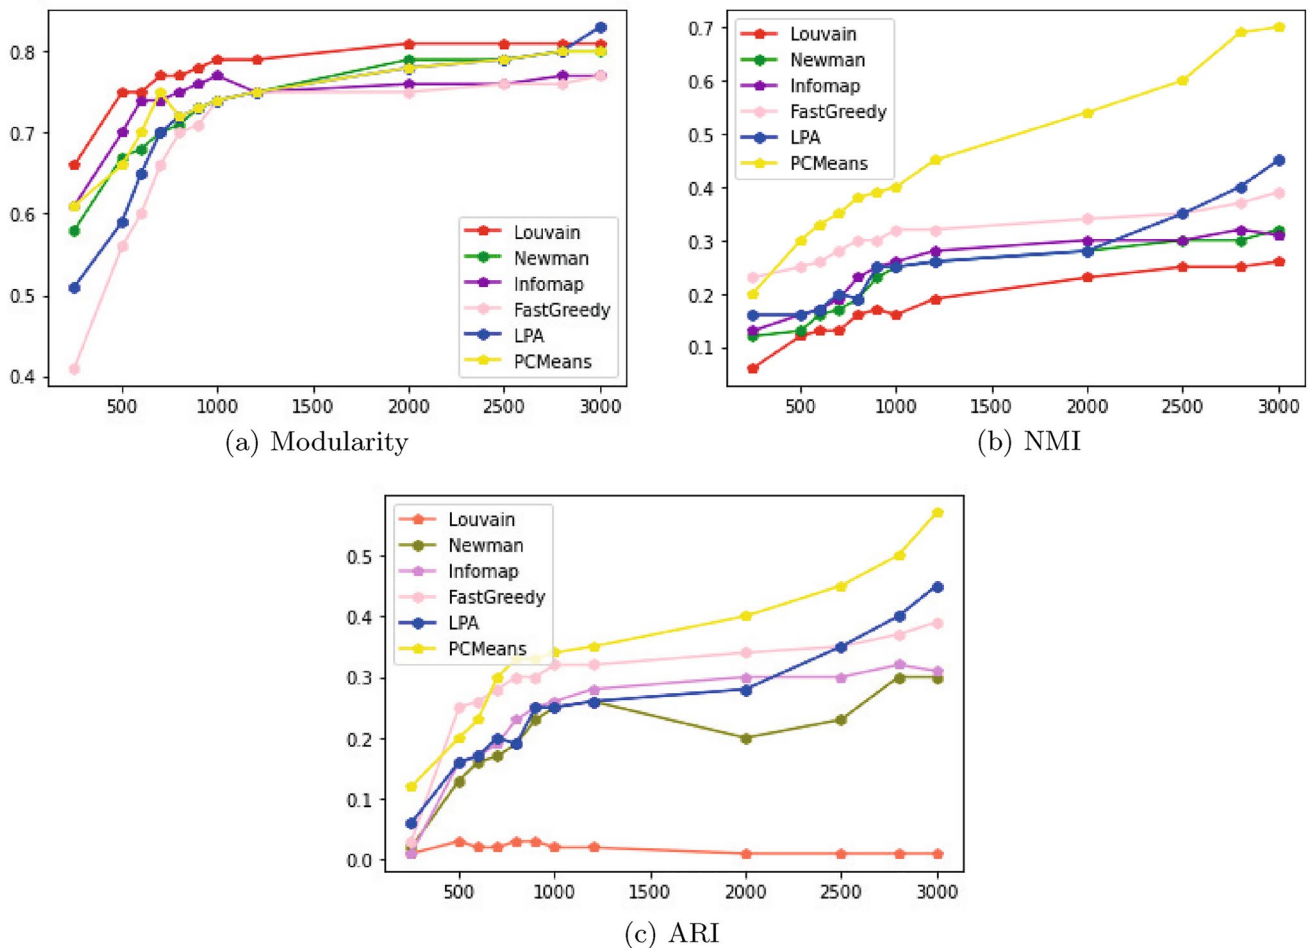 0.8
0.7
0.6
0.5
0.4
Louvain
Newman
Infomap
FastGreedy
LPA
PCMeans
500 1000 1500 2000 2500 3000
(a) Modularity
0.7
0.6
0.5
0.4
0.3
0.2
0.1
Louvain
Newman
Infomap
FastGreedy
LPA
PCMeans
500 1000 1500 2000 2500 3000
(b) NMI
0.5
0.4
0.3
0.2
0.1
0.0
Louvain
Newman
Infomap
FastGreedy
LPA
PCMeans
500 1000 1500 2000 2500 3000
(c) ARI